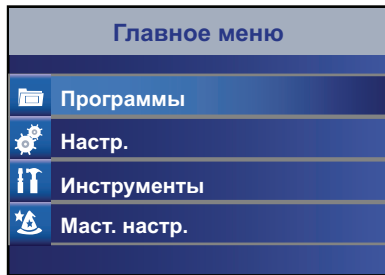 Главное меню
Программы
Настр.
Инструменты
Маст. настр.